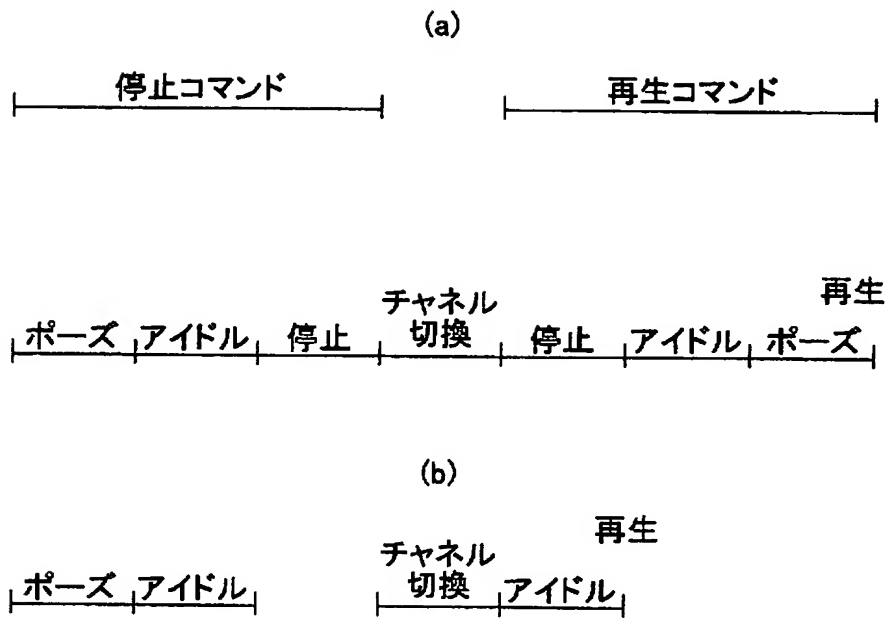 (a)
停止コマンド 再生コマンド
再生
チャネル
ポーズ アイドル 停止 切換 停止 アイドル ポーズ
(b)
再生
チャネル
ポーズ アイドル 切換 アイドル